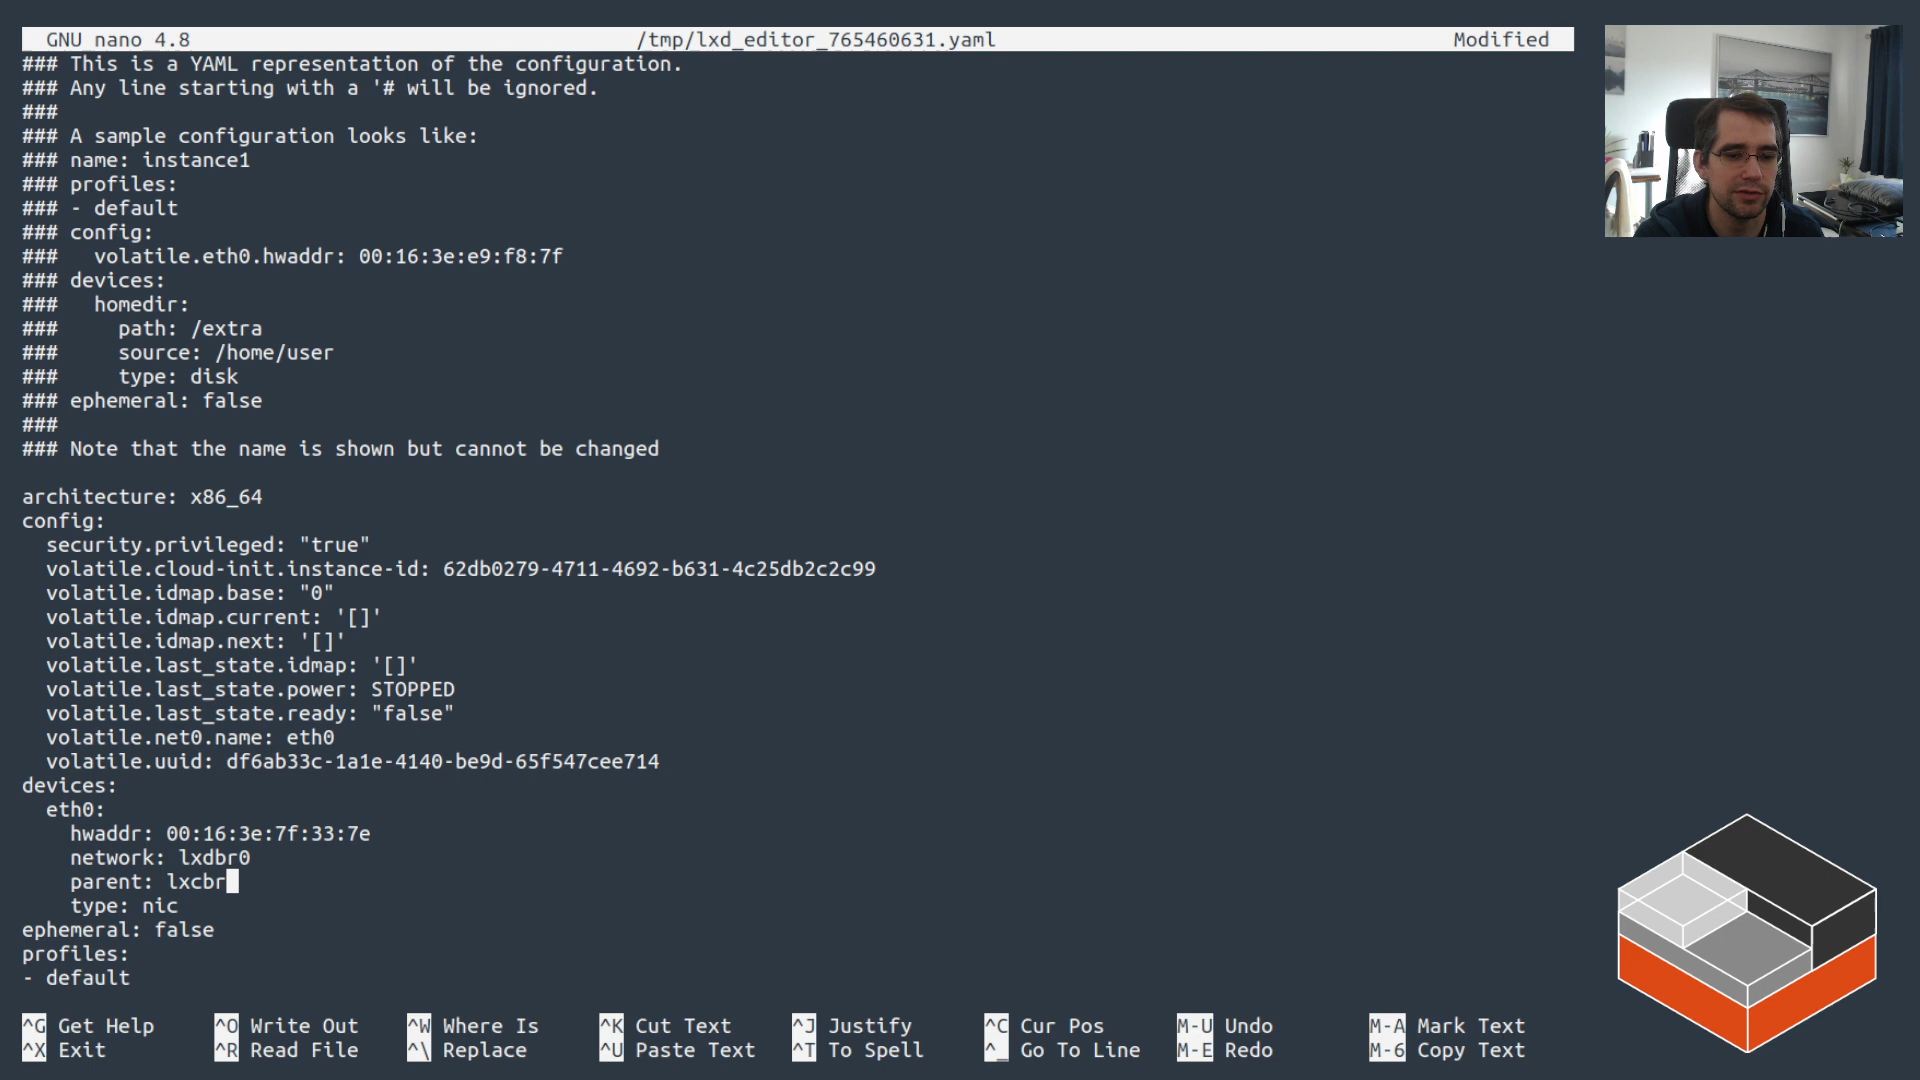 GNU nano 4.8 /tmp/lxd_editor_765460631.yaml Modified
### This is a YAML representation of the configuration.
### Any line starting with a '# will be ignored.
###
### A sample configuration looks like:
### name: instance1
### profiles:
### - default
### config:
###   volatile.eth0.hwaddr: 00:16:3e:e9:f8:7f
### devices:
###   homedir:
###     path: /extra
###     source: /home/user
###     type: disk
### ephemeral: false
###
### Note that the name is shown but cannot be changed
architecture: x86_64
config:
  security.privileged: "true"
  volatile.cloud-init.instance-id: 62db0279-4711-4692-b631-4c25db2c2c99
  volatile.idmap.base: "0"
  volatile.idmap.current: '[]'
  volatile.idmap.next: '[]'
  volatile.last_state.idmap: '[]'
  volatile.last_state.power: STOPPED
  volatile.last_state.ready: "false"
  volatile.net0.name: eth0
  volatile.uuid: df6ab33c-1a1e-4140-be9d-65f547cee714
devices:
  eth0:
    hwaddr: 00:16:3e:7f:33:7e
    network: lxdbr0
    parent: lxcbr
    type: nic
ephemeral: false
profiles:
- default
^G Get Help ^O Write Out ^W Where Is ^K Cut Text ^J Justify ^C Cur Pos M-U Undo M-A Mark Text
^X Exit ^R Read File ^\ Replace ^U Paste Text ^T To Spell ^_ Go To Line M-E Redo M-6 Copy Text